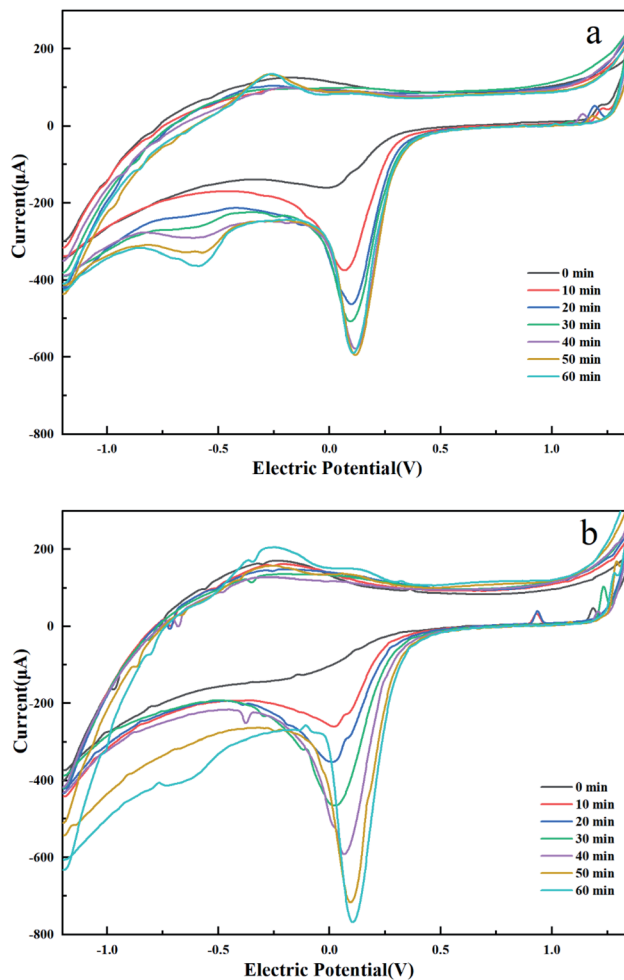 a
200
0
-200
-400
-600
-800
Current(μA)
0 min
10 min
20 min
30 min
40 min
50 min
60 min
-1.0
-0.5
0.0
0.5
1.0
Electric Potential(V)
b
200
0
-200
-400
-600
-800
Current(μA)
0 min
10 min
20 min
30 min
40 min
50 min
60 min
-1.0
-0.5
0.0
0.5
1.0
Electric Potential(V)